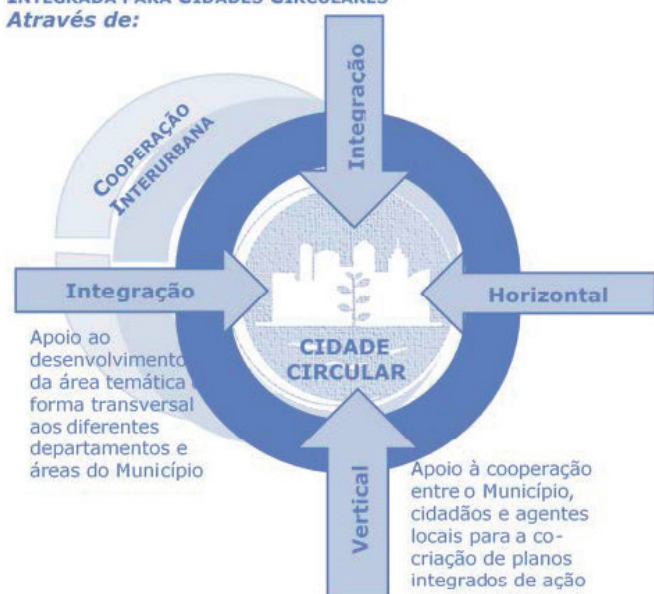 INTEGRADA PARA CIDADES CIRCULARES
Através de:
Integração
COOPERAÇÃO
INTERURBANA
Integração
Horizontal
CIDADE
CIRCULAR
Apoio ao
desenvolvimento
da área temática
forma transversal
aos diferentes
departamentos e
áreas do Município
Vertical
Apoio à cooperação
entre o Município,
cidadãos e agentes
locais para a co-
criação de planos
integrados de ação